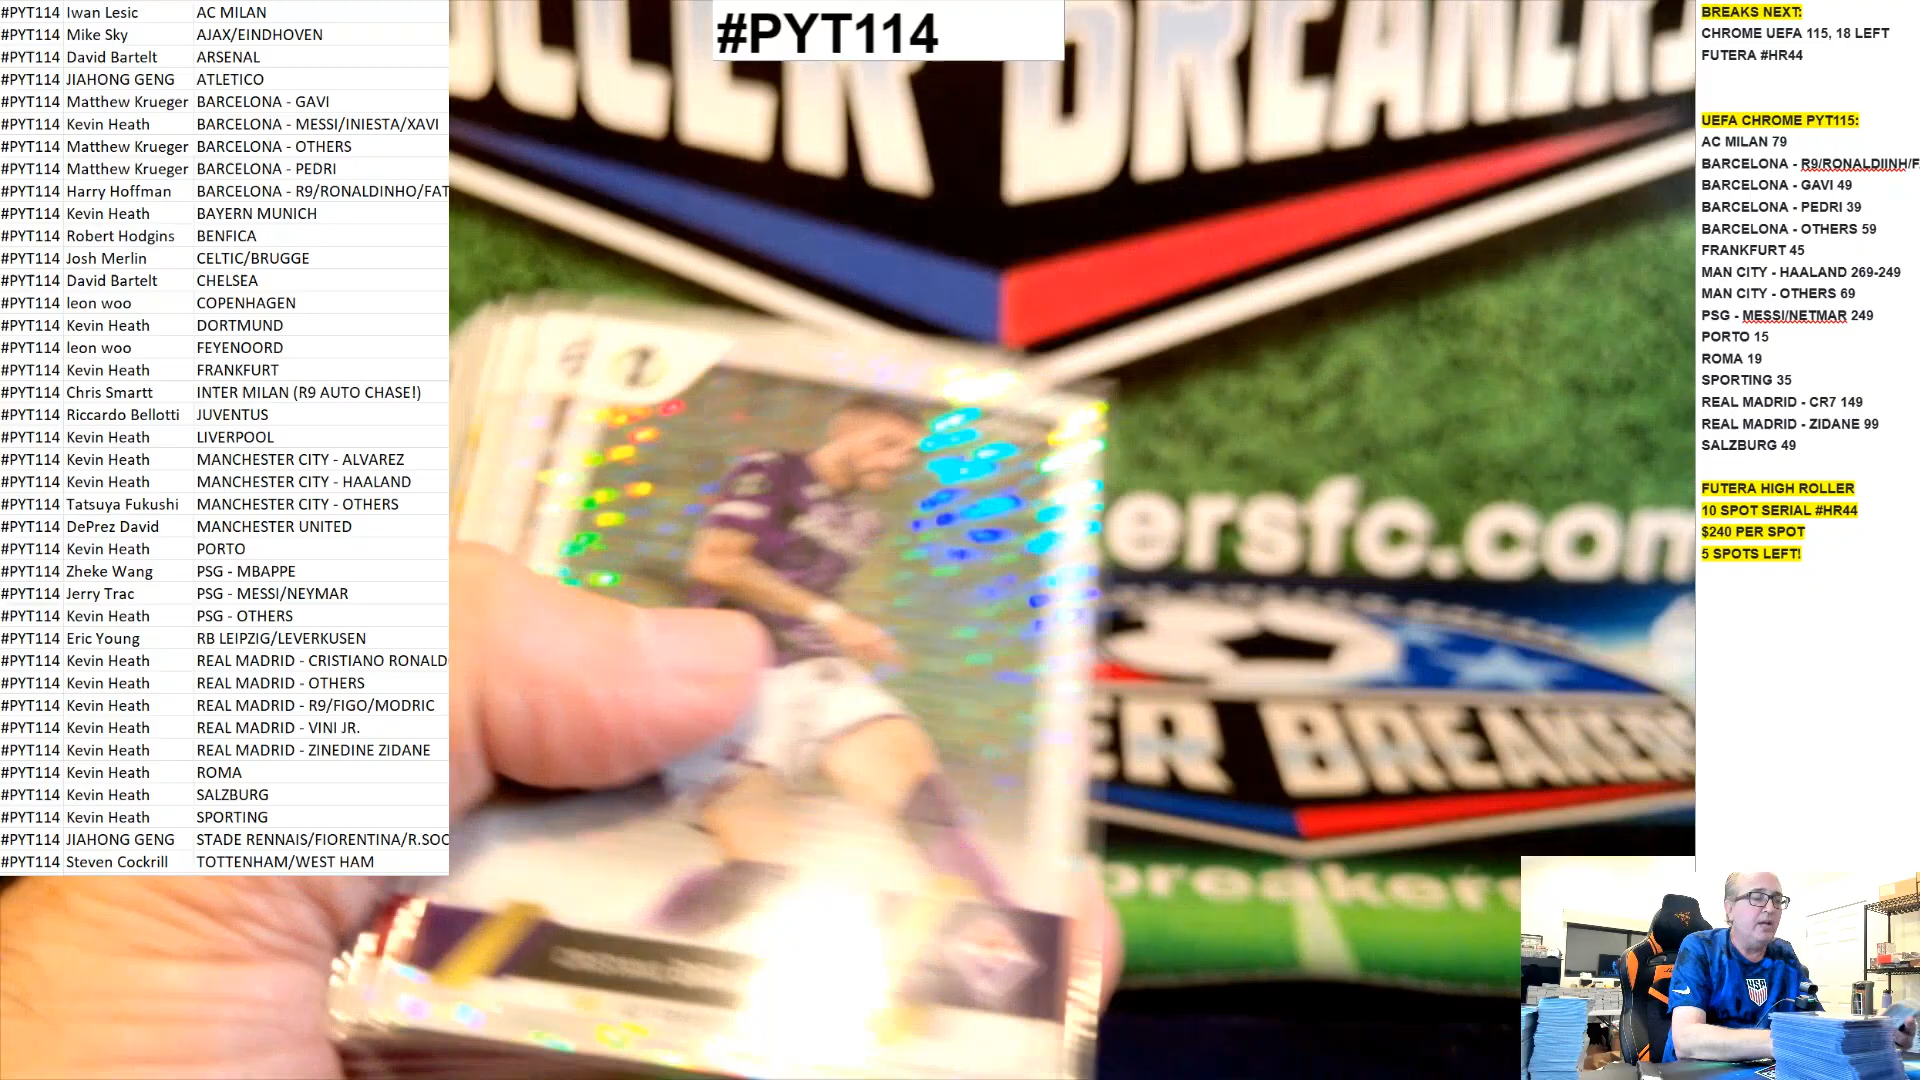 #PYT114 Iwan Lesic AC MILAN
#PYT114 Mike Sky AJAX/EINDHOVEN
#PYT114 David Bartelt ARSENAL
#PYT114 JIAHONG GENG ATLETICO
#PYT114 Matthew Krueger BARCELONA - GAVI
#PYT114 Kevin Heath BARCELONA - MESSI/INIESTA/XAVI
#PYT114 Matthew Krueger BARCELONA - OTHERS
#PYT114 Matthew Krueger BARCELONA - PEDRI
#PYT114 Harry Hoffman BARCELONA - R9/RONALDINHO/FAT
#PYT114 Kevin Heath BAYERN MUNICH
#PYT114 Robert Hodgins BENFICA
#PYT114 Josh Merlin CELTIC/BRUGGE
#PYT114 David Bartelt CHELSEA
#PYT114 leon woo COPENHAGEN
#PYT114 Kevin Heath DORTMUND
#PYT114 leon woo FEYENOORD
#PYT114 Kevin Heath FRANKFURT
#PYT114 Chris Smartt INTER MILAN (R9 AUTO CHASE!)
#PYT114 Riccardo Bellotti JUVENTUS
#PYT114 Kevin Heath LIVERPOOL
#PYT114 Kevin Heath MANCHESTER CITY - ALVAREZ
#PYT114 Kevin Heath MANCHESTER CITY - HAALAND
#PYT114 Tatsuya Fukushi MANCHESTER CITY - OTHERS
#PYT114 DePrez David MANCHESTER UNITED
#PYT114 Kevin Heath PORTO
#PYT114 Zheke Wang PSG - MBAPPE
#PYT114 Jerry Trac PSG - MESSI/NEYMAR
#PYT114 Kevin Heath PSG - OTHERS
#PYT114 Eric Young RB LEIPZIG/LEVERKUSEN
#PYT114 Kevin Heath REAL MADRID - CRISTIANO RONALD
#PYT114 Kevin Heath REAL MADRID - OTHERS
#PYT114 Kevin Heath REAL MADRID - R9/FIGO/MODRIC
#PYT114 Kevin Heath REAL MADRID - VINI JR.
#PYT114 Kevin Heath REAL MADRID - ZINEDINE ZIDANE
#PYT114 Kevin Heath ROMA
#PYT114 Kevin Heath SALZBURG
#PYT114 Kevin Heath SPORTING
#PYT114 JIAHONG GENG STADE RENNAIS/FIORENTINA/R.SOC
#PYT114 Steven Cockrill TOTTENHAM/WEST HAM
#PYT114
CCER BREAKERS
ersfc.com
ER BREAKERS
breakers
BREAKS NEXT:
CHROME UEFA 115, 18 LEFT
FUTERA #HR44
UEFA CHROME PYT115:
AC MILAN 79
BARCELONA - R9/RONALDIINH/F
BARCELONA - GAVI 49
BARCELONA - PEDRI 39
BARCELONA - OTHERS 59
FRANKFURT 45
MAN CITY - HAALAND 269-249
MAN CITY - OTHERS 69
PSG - MESSI/NETMAR 249
PORTO 15
ROMA 19
SPORTING 35
REAL MADRID - CR7 149
REAL MADRID - ZIDANE 99
SALZBURG 49
FUTERA HIGH ROLLER
10 SPOT SERIAL #HR44
$240 PER SPOT
5 SPOTS LEFT!